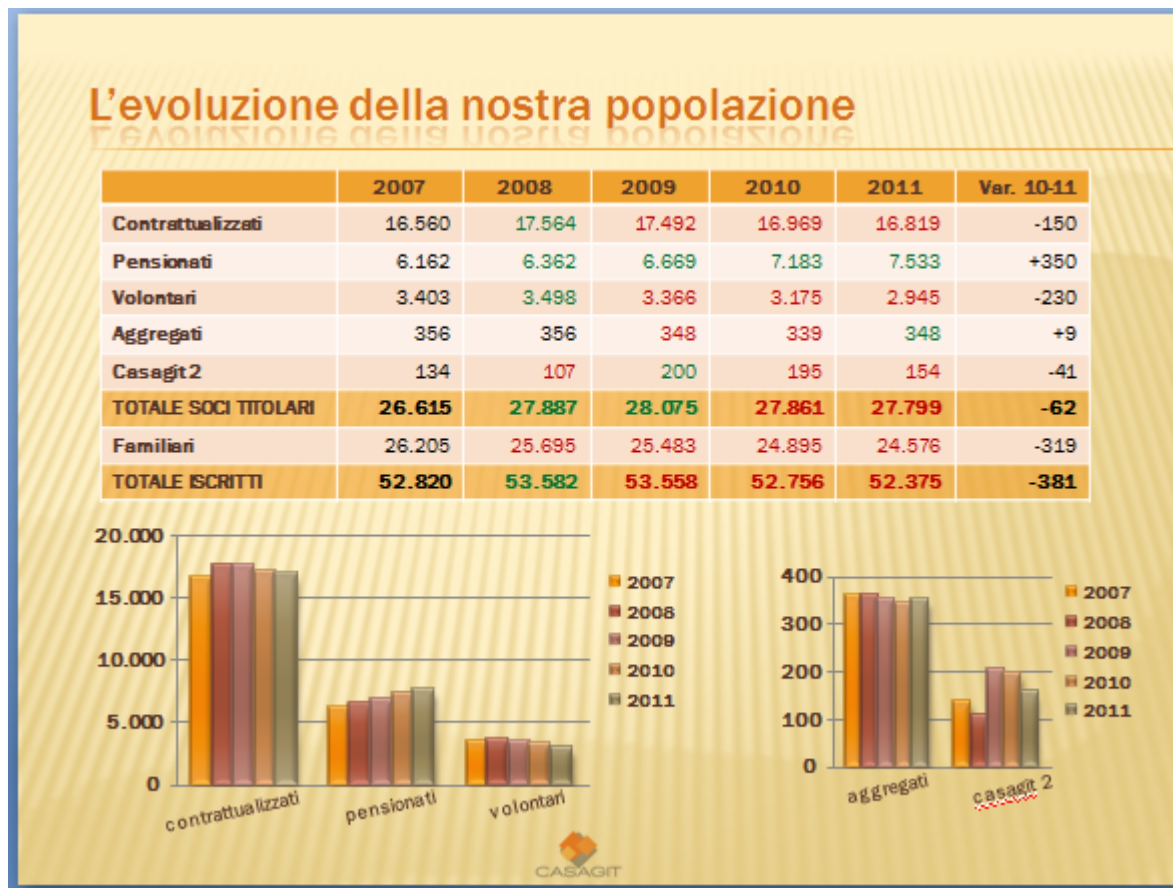 L'evoluzione della nostra popolazione
2007 2008 2009 2010 2011 Var. 10-11
Contrattualizzati 16.560 17.564 17.492 16.969 16.819 -150
Pensionati 6.162 6.362 6.669 7.183 7.533 +350
Volontari 3.403 3.498 3.366 3.175 2.945 -230
Aggregati 356 356 348 339 348 +9
Casagit 2 134 107 200 195 154 -41
TOTALE SOCI TITOLARI 26.615 27.887 28.075 27.861 27.799 -62
Familiari 26.205 25.695 25.483 24.895 24.576 -319
TOTALE ISCRITTI 52.820 53.582 53.558 52.756 52.375 -381
20.000
15.000
10.000
5.000
0
contrattualizzati pensionati volontari
2007
2008
2009
2010
2011
400
300
200
100
0
aggregati casagit 2
2007
2008
2009
2010
2011
CASAGIT